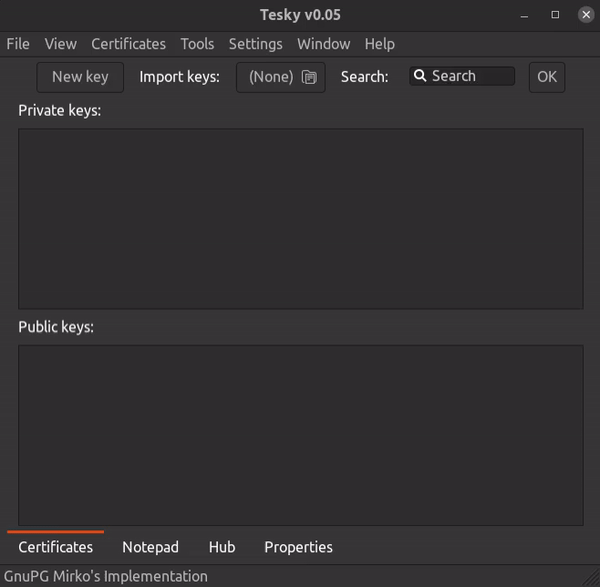 Tesky v0.05
File View Certificates Tools Settings Window Help
New key Import keys: (None) Search: Search OK
Private keys:
Public keys:
Certificates Notepad Hub Properties
GnuPG Mirko's Implementation